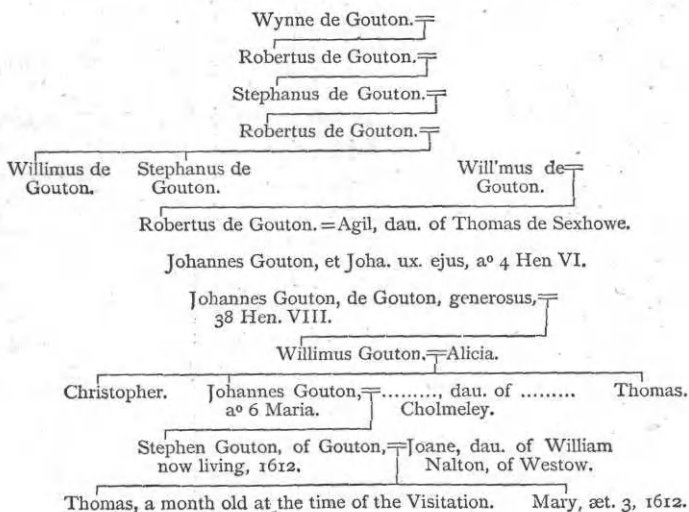 Wynne de Gouton.
Robertus de Gouton.
Stephanus de Gouton.
Robertus de Gouton.
Willimus de Gouton.
Stephanus de Gouton.
Will'mus de Gouton.
Robertus de Gouton. = Agil, dau. of Thomas de Sexhowe.
Johannes Gouton, et Joha. ux. ejus, aº 4 Hen VI.
Johannes Gouton, de Gouton, generosus,
38 Hen. VIII.
Willimus Gouton, = Alicia.
Christopher.
Johannes Gouton, = ........., dau. of .........
aº 6 Maria. Cholmeley.
Thomas.
Stephen Gouton, of Gouton, = Joane, dau. of William
now living, 1612. Nalton, of Westow.
Thomas, a month old at the time of the Visitation. Mary, æt. 3, 1612.